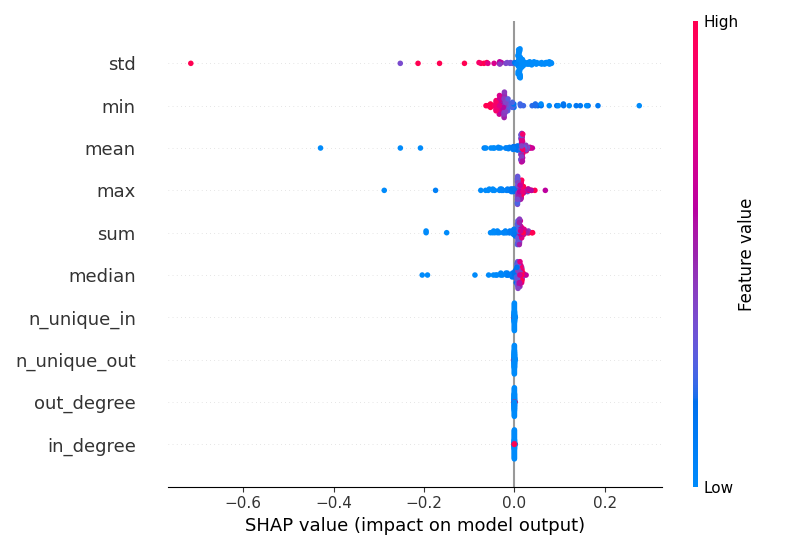 High
std
min
mean
max
sum
median
n_unique_in
n_unique_out
out_degree
in_degree
Feature value
Low
−0.6 −0.4 −0.2 0.0 0.2
SHAP value (impact on model output)